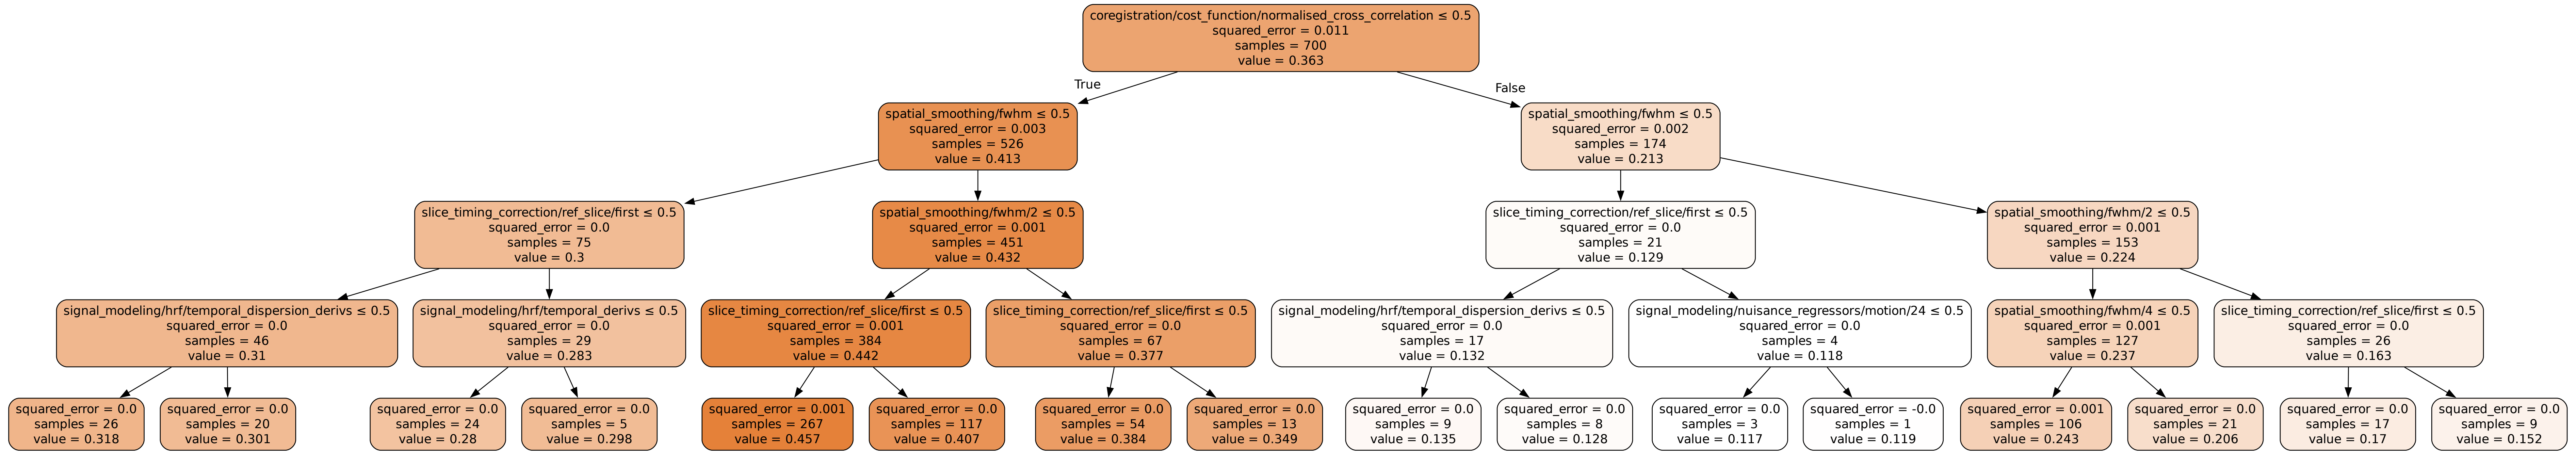 coregistration/cost_function/normalised_cross_correlation ≤ 0.5
squared_error = 0.011
samples = 700
value = 0.363
True
False
spatial_smoothing/fwhm ≤ 0.5
squared_error = 0.003
samples = 526
value = 0.413
spatial_smoothing/fwhm ≤ 0.5
squared_error = 0.002
samples = 174
value = 0.213
slice_timing_correction/ref_slice/first ≤ 0.5
squared_error = 0.0
samples = 75
value = 0.3
spatial_smoothing/fwhm/2 ≤ 0.5
squared_error = 0.001
samples = 451
value = 0.432
slice_timing_correction/ref_slice/first ≤ 0.5
squared_error = 0.0
samples = 21
value = 0.129
spatial_smoothing/fwhm/2 ≤ 0.5
squared_error = 0.001
samples = 153
value = 0.224
signal_modeling/hrf/temporal_dispersion_derivs ≤ 0.5
squared_error = 0.0
samples = 46
value = 0.31
signal_modeling/hrf/temporal_derivs ≤ 0.5
squared_error = 0.0
samples = 29
value = 0.283
slice_timing_correction/ref_slice/first ≤ 0.5
squared_error = 0.001
samples = 384
value = 0.442
slice_timing_correction/ref_slice/first ≤ 0.5
squared_error = 0.0
samples = 67
value = 0.377
signal_modeling/hrf/temporal_dispersion_derivs ≤ 0.5
squared_error = 0.0
samples = 17
value = 0.132
signal_modeling/nuisance_regressors/motion/24 ≤ 0.5
squared_error = 0.0
samples = 4
value = 0.118
spatial_smoothing/fwhm/4 ≤ 0.5
squared_error = 0.001
samples = 127
value = 0.237
slice_timing_correction/ref_slice/first ≤ 0.5
squared_error = 0.0
samples = 26
value = 0.163
squared_error = 0.0
samples = 26
value = 0.318
squared_error = 0.0
samples = 20
value = 0.301
squared_error = 0.0
samples = 24
value = 0.28
squared_error = 0.0
samples = 5
value = 0.298
squared_error = 0.001
samples = 267
value = 0.457
squared_error = 0.0
samples = 117
value = 0.407
squared_error = 0.0
samples = 54
value = 0.384
squared_error = 0.0
samples = 13
value = 0.349
squared_error = 0.0
samples = 9
value = 0.135
squared_error = 0.0
samples = 8
value = 0.128
squared_error = 0.0
samples = 3
value = 0.117
squared_error = -0.0
samples = 1
value = 0.119
squared_error = 0.001
samples = 106
value = 0.243
squared_error = 0.0
samples = 21
value = 0.206
squared_error = 0.0
samples = 17
value = 0.17
squared_error = 0.0
samples = 9
value = 0.152